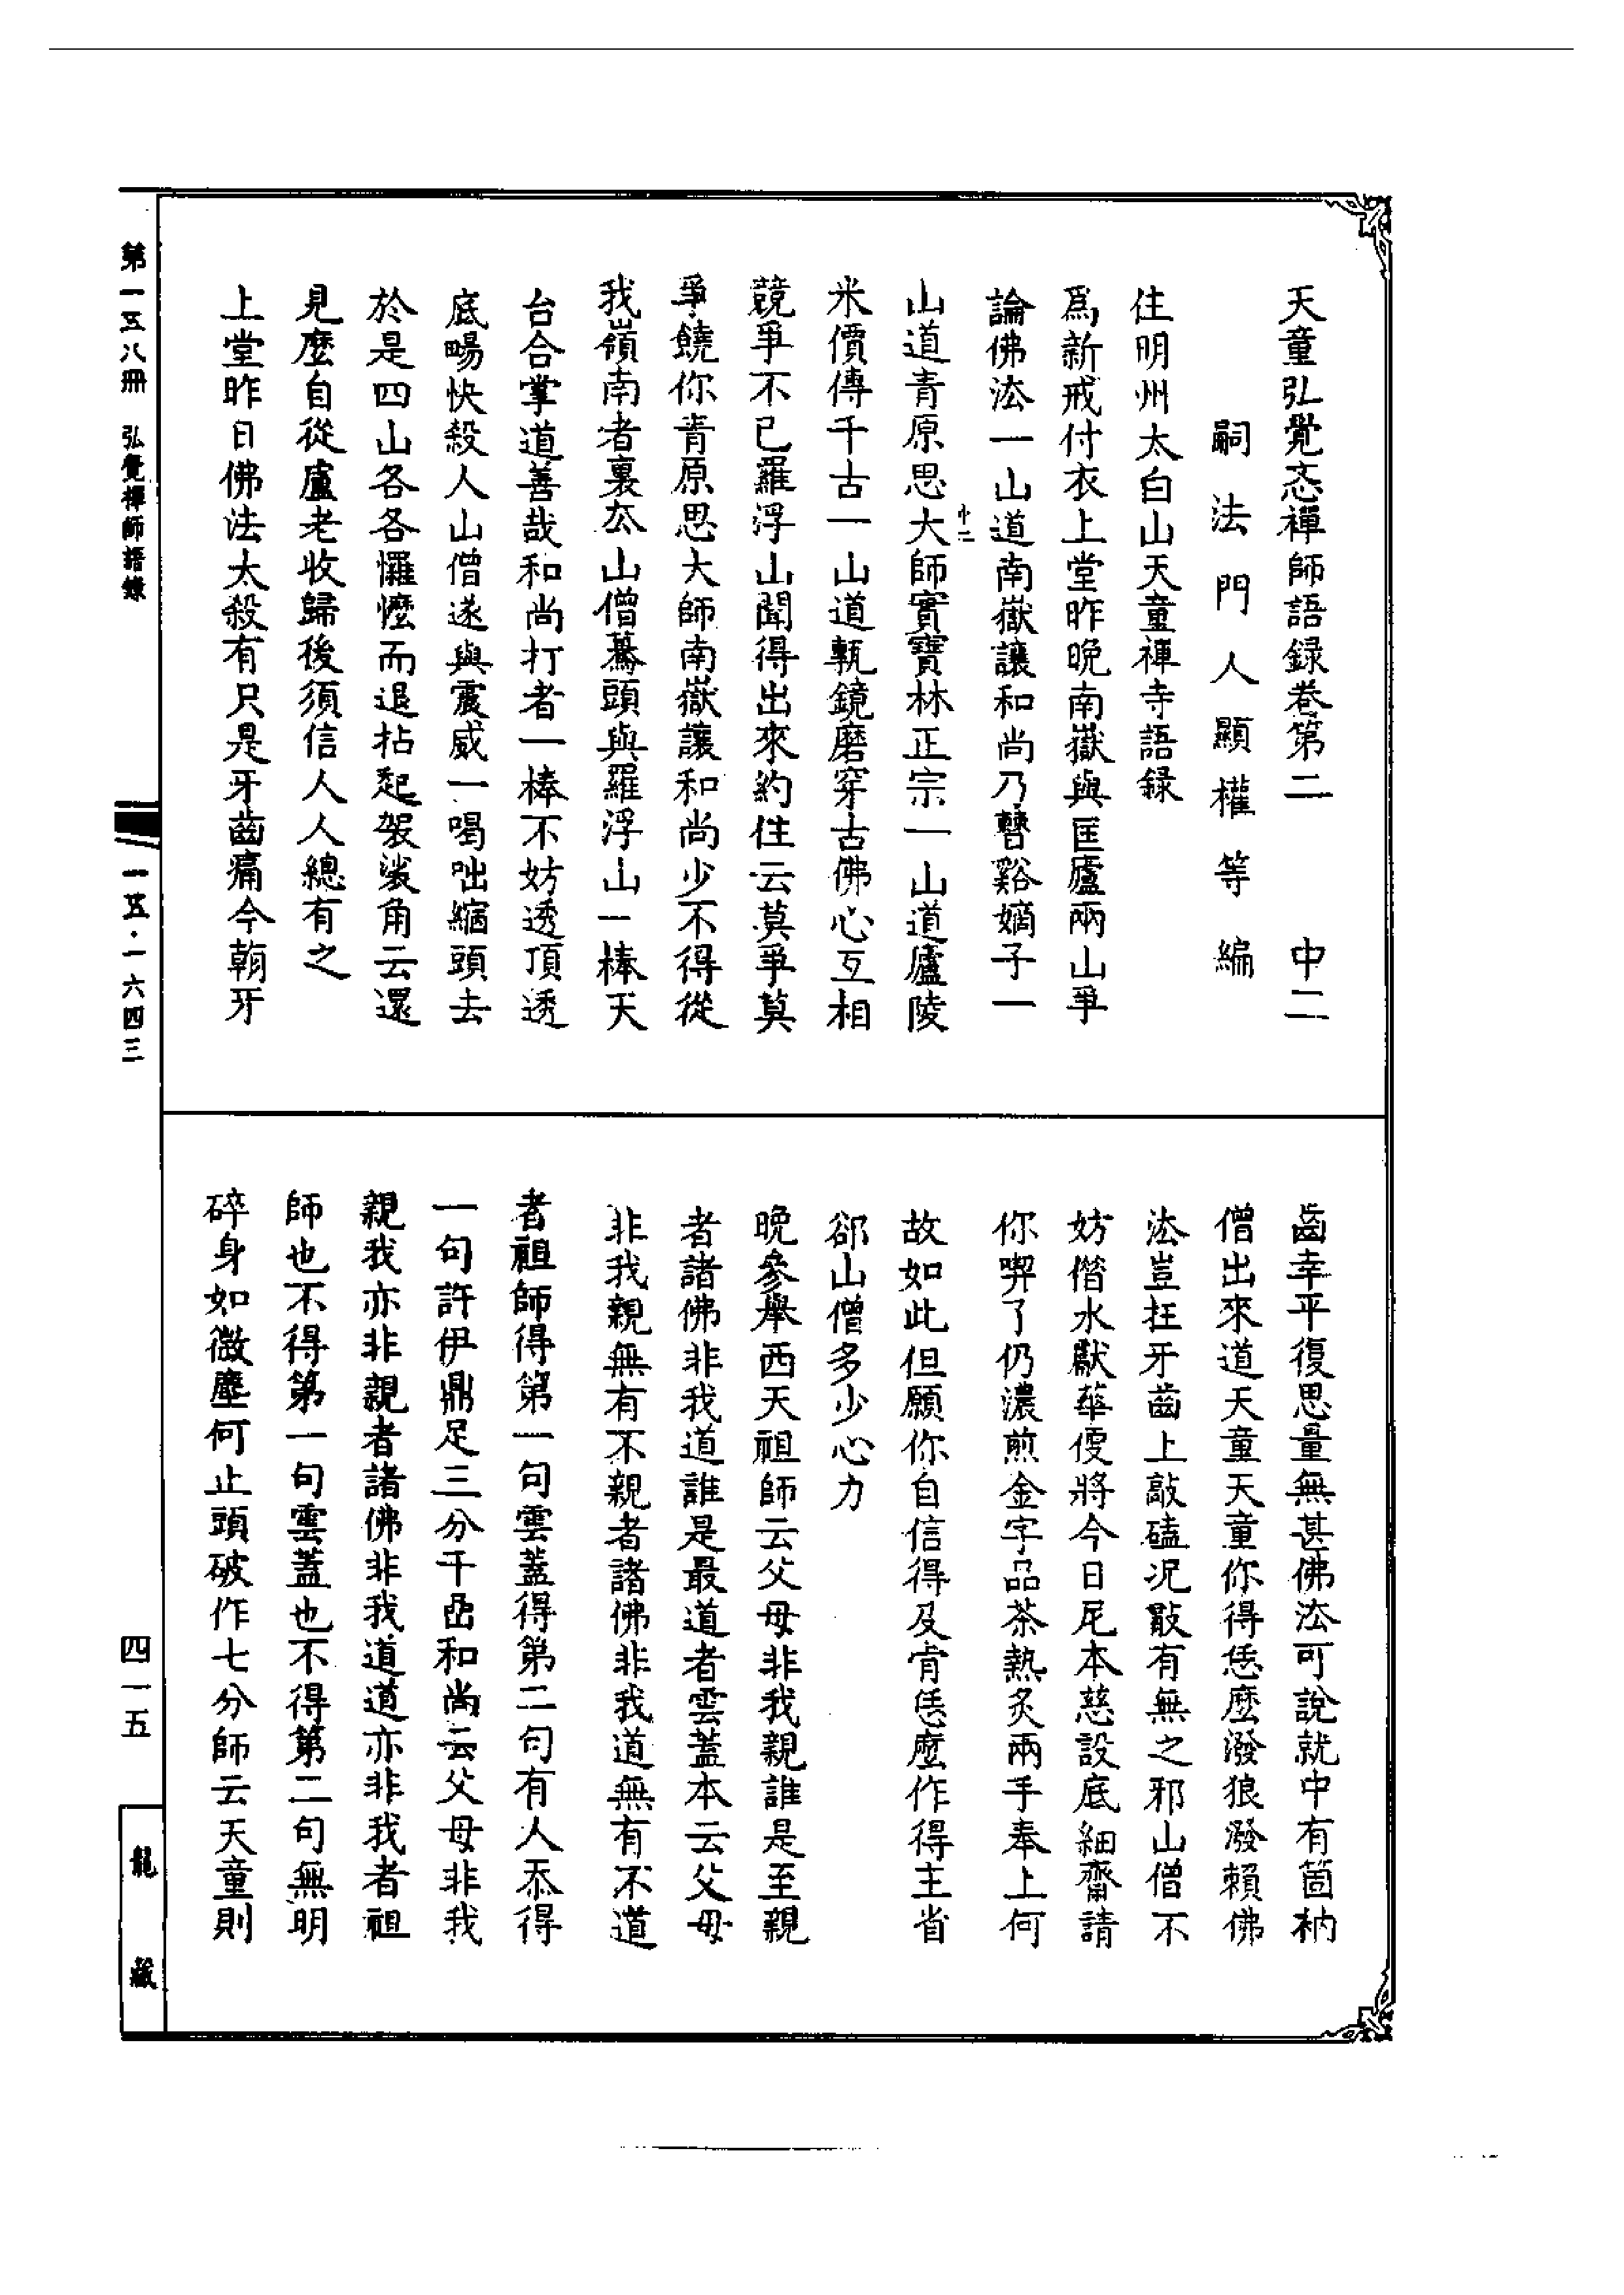 天童弘覺忞禪師語録卷第二 中二
嗣法門人顯權等編
住明州太白山天童禪寺語録
爲新戒付衣上堂昨晚南嶽與匡廬兩山爭
論佛法一山道南嶽讓和尚乃曹谿嫡子一
山道青原思大師實寶林正宗一山道廬陵
米價傳千古一山道甎鏡磨穿古佛心互相
競爭不已羅浮山聞得出來約住云莫爭莫
爭饒你青原思大師南嶽讓和尚少不得從
我嶺南者裏去山僧驀頭與羅浮山一棒天
台合掌道善哉和尚打者一棒不妨透頂透
底暢快殺人山僧遂與震威一喝咄縮頭去
於是四山各各㦬㦬而退拈起袈裟角云還
見麼自從盧老收歸後須信人人總有之
上堂昨日佛法太殺有只是牙齒痛今朝牙
齒幸平復思量無甚佛法可說就中有箇衲
僧出來道天童天童你得恁麼潑狼潑賴佛
法豈在牙齒上敲磕況散有無之邪山僧不
妨偕水獻華便將今日尼本慈設底細齋請
你喫了仍濃煎金字品茶熱炙兩手奉上何
故如此但願你自信得及肯恁麼作得主省
郤山僧多少心力
晚參舉西天祖師云父母非我親誰是至親
者諸佛非我道誰是最道者雲蓋本云父母
非我親無有不親者諸佛非我道無有不道
者祖師得第一句雲蓋得第二句有人忝得
一句許伊鼎足三分千嵒和尚云父母非我
親我亦非親者諸佛非我道道亦非我者祖
師也不得第一句雲蓋也不得第二句無明
碎身如微塵何止頭破作七分師云天童則
第一五八冊 弘覺禪師語錄
一五·一六四三
四一五
龍藏